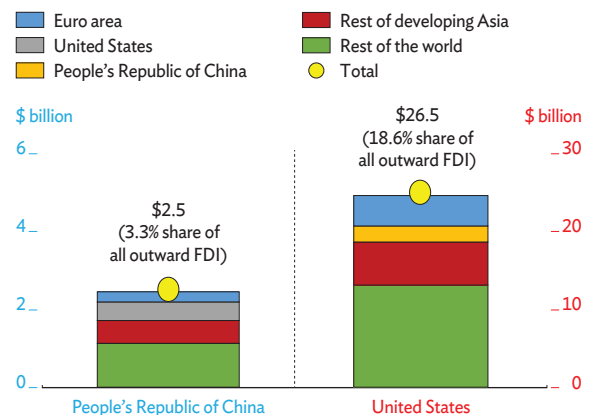 Euro area
United States
People's Republic of China
Rest of developing Asia
Rest of the world
Total
$ billion
$ billion
6
4
2
0
30
20
10
0
$2.5
(3.3% share of
all outward FDI)
$26.5
(18.6% share of
all outward FDI)
People's Republic of China
United States